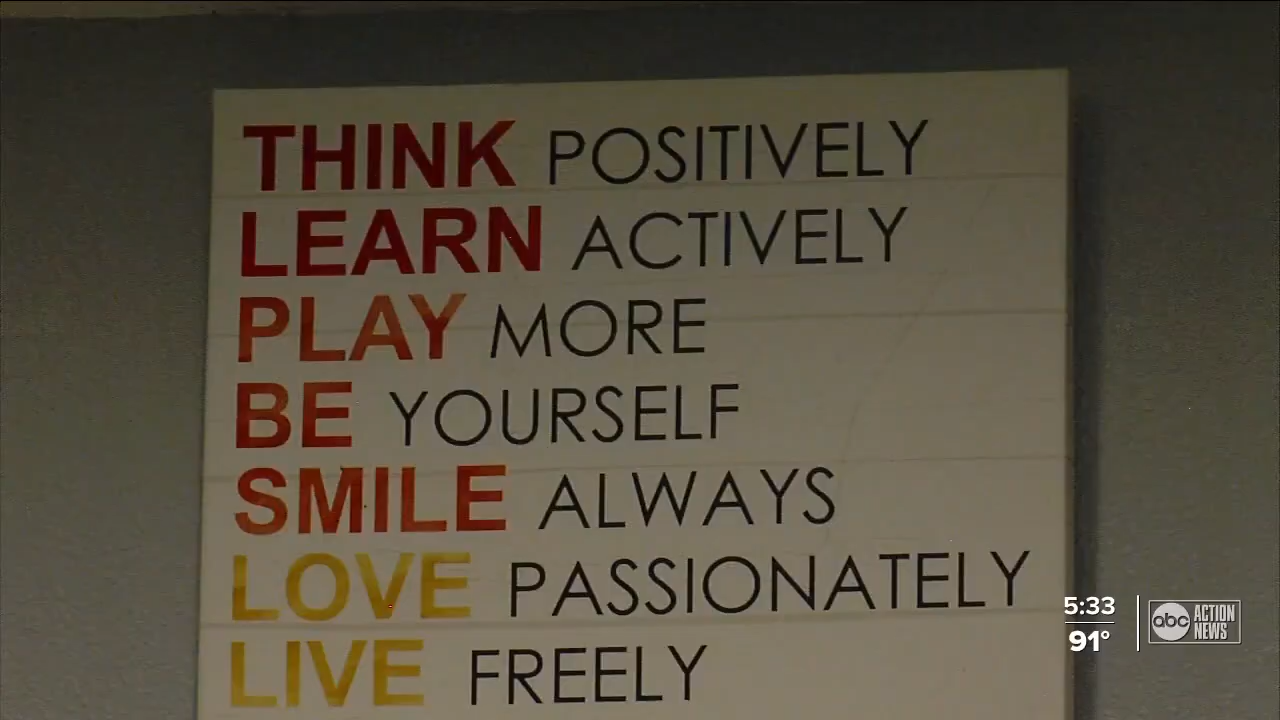 THINK POSITIVELY
LEARN ACTIVELY
PLAY MORE
BE YOURSELF
SMILE ALWAYS
LOVE PASSIONATELY
LIVE FREELY
5:33
91°
abc ACTION NEWS